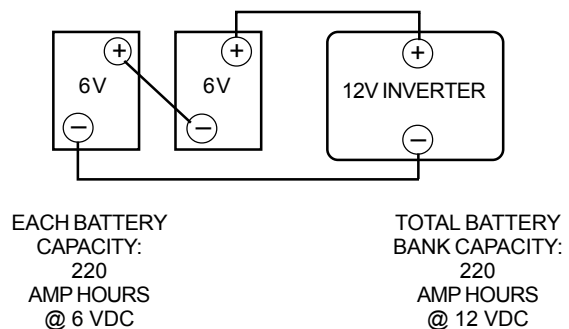 +
+
+
6V
6V
12V INVERTER
−
−
−
EACH BATTERY
CAPACITY:
220
AMP HOURS
@ 6 VDC
TOTAL BATTERY
BANK CAPACITY:
220
AMP HOURS
@ 12 VDC